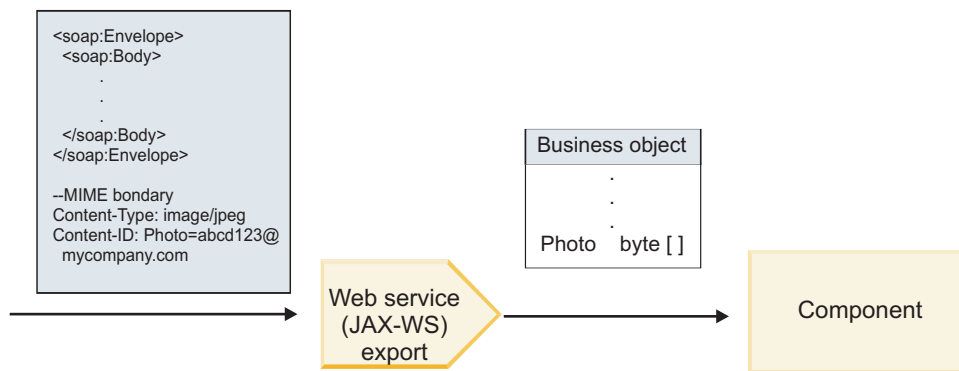 <soap:Envelope>
<soap:Body>
.
.
.
</soap:Body>
</soap:Envelope>
--MIME bondary
Content-Type: image/jpeg
Content-ID: Photo=abcd123@
mycompany.com
Business object
.
.
.
Photo byte [ ]
Web service
(JAX-WS)
export
Component